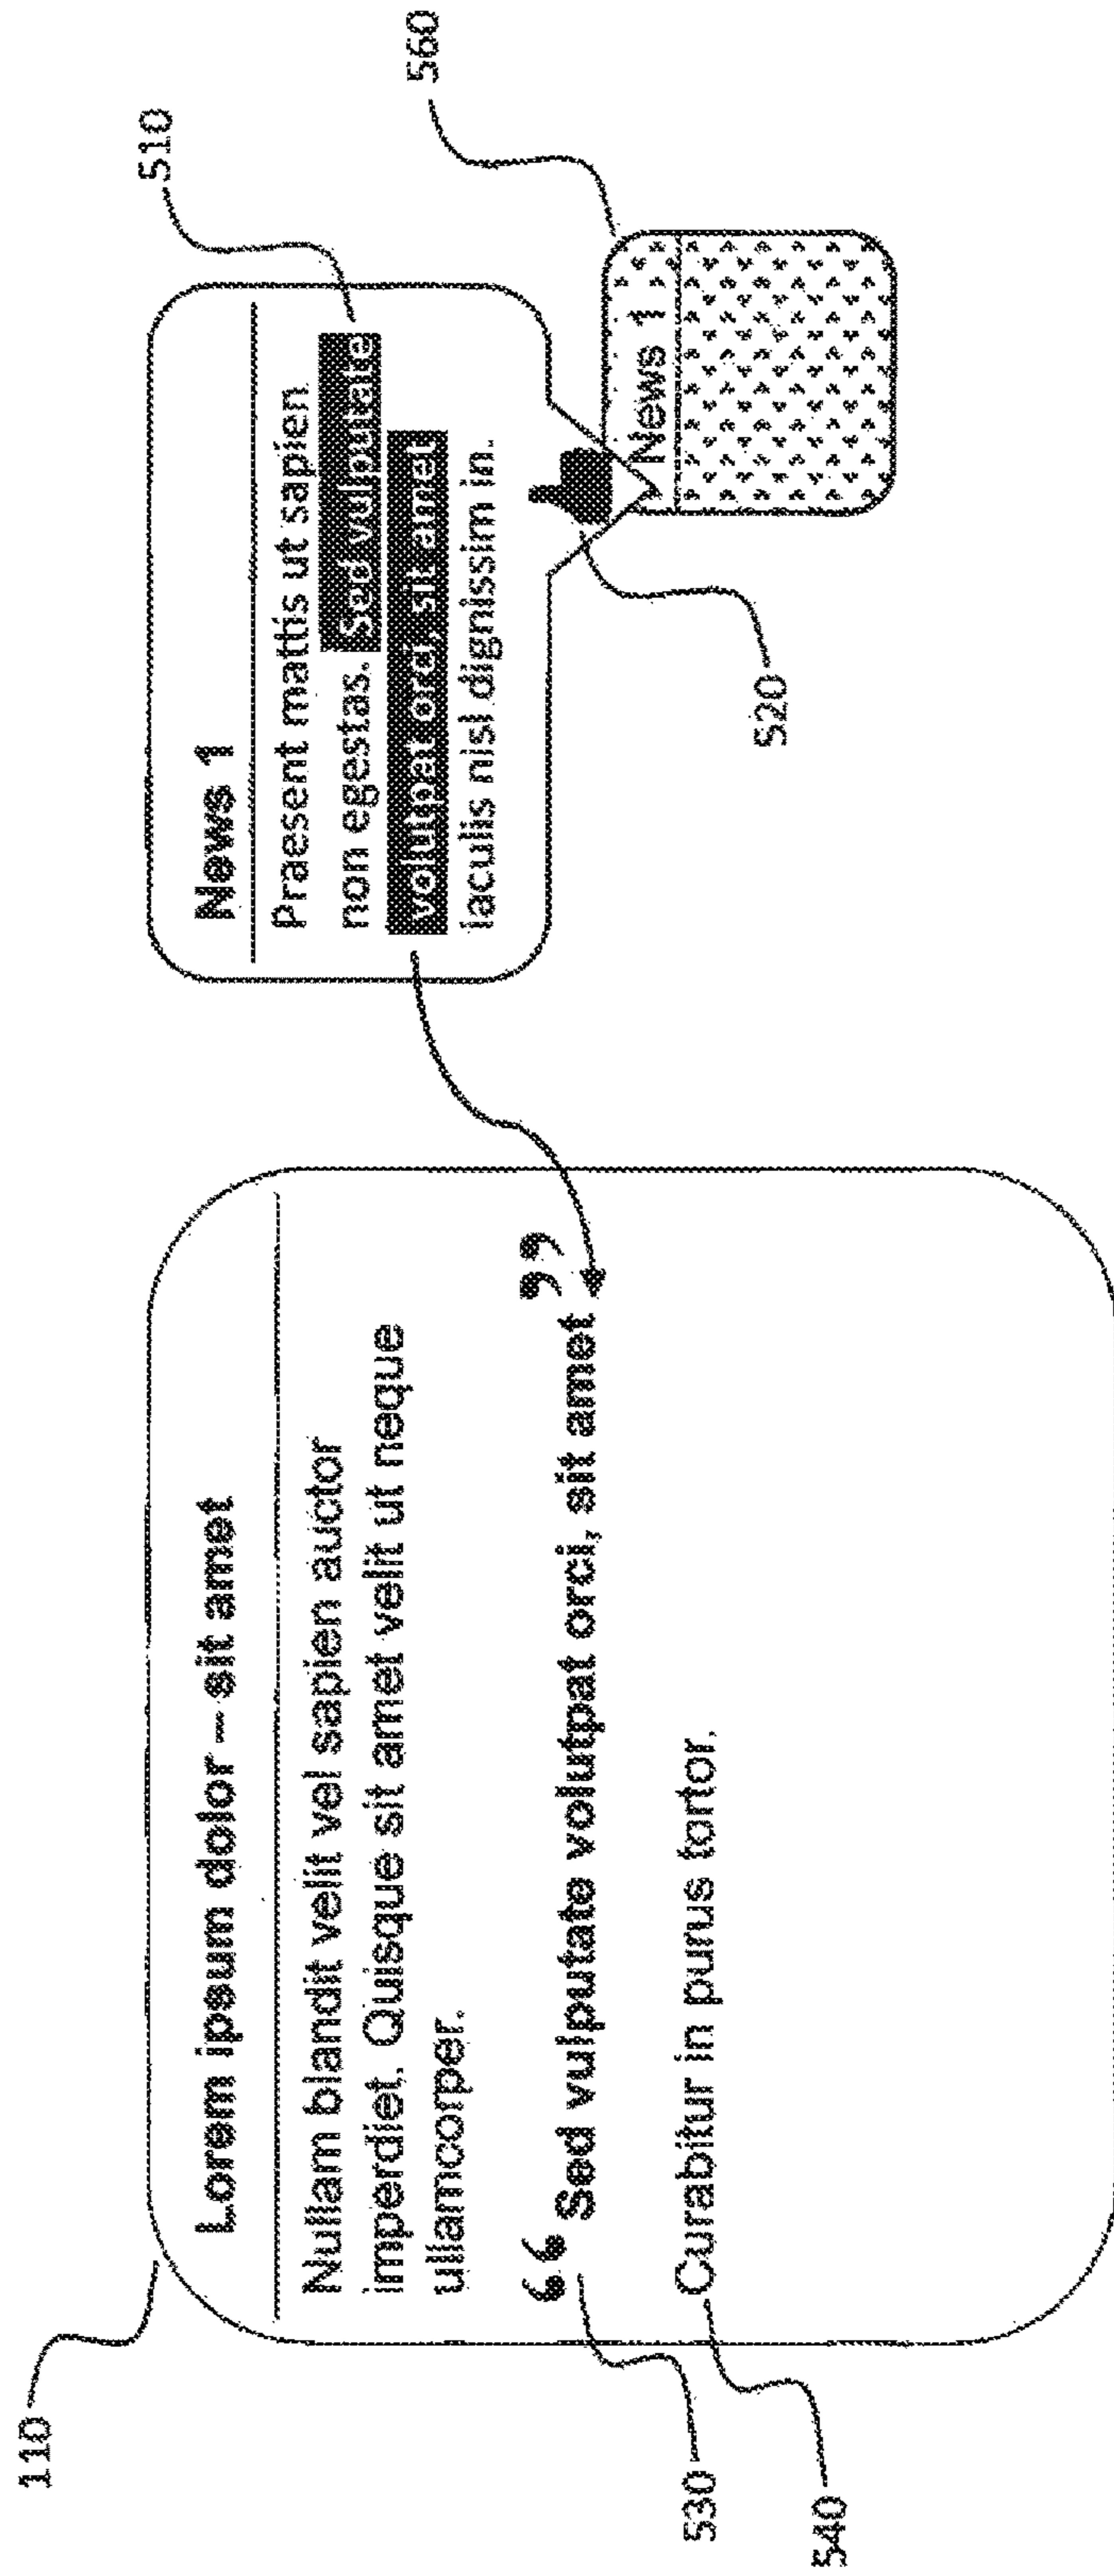 110
Lorem ipsum dolor – sit amet
Nullam blandit velit vel sapien auctor
imperdiet. Quisque sit amet velit ut neque
ullamcorper.
“ Sed vulputate volutpat orci, sit amet ”
Curabitur in purus tortor.
530
540
510
News 1
Praesent mattis ut sapien
non egestas. Sed vulputate
volutpat orci, sit amet
iaculis nisl dignissim in.
520
560
News 1